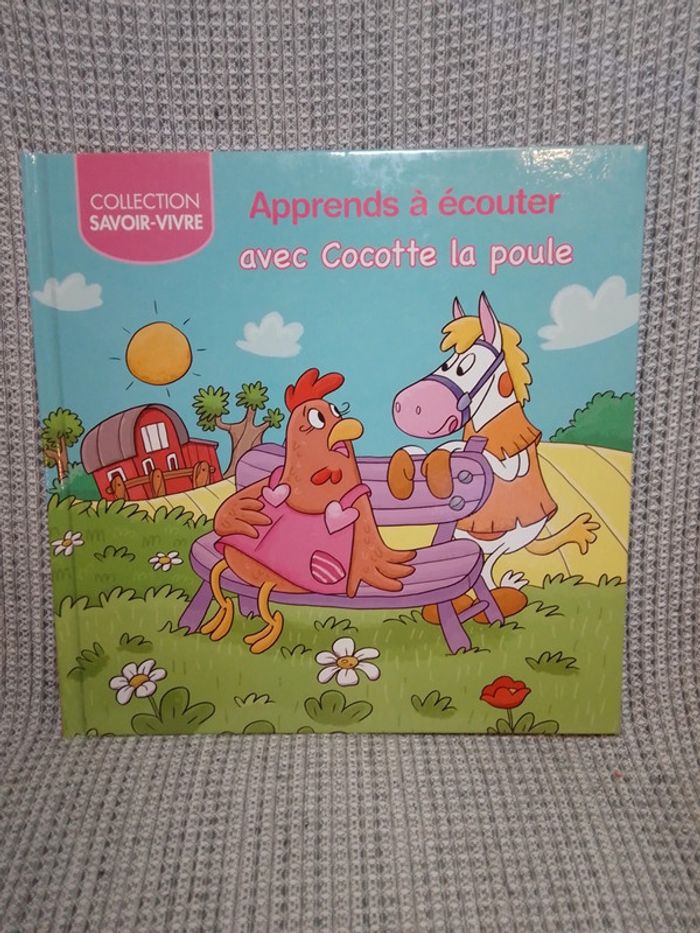 COLLECTION
SAVOIR-VIVRE
Apprends à écouter
avec Cocotte la poule